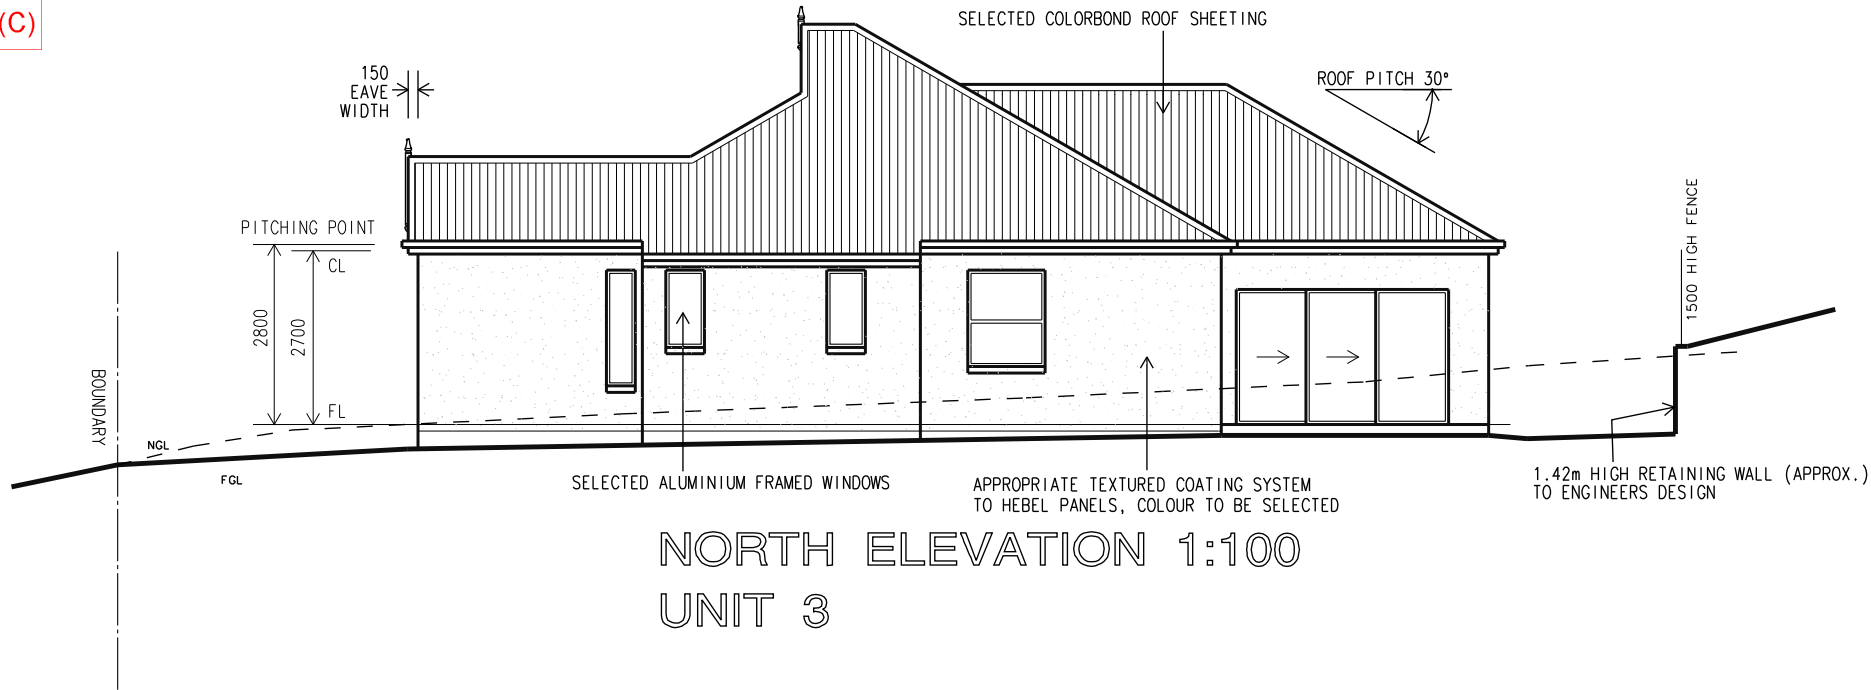 (C)
SELECTED COLORBOND ROOF SHEETING
150
EAVE
WIDTH
ROOF PITCH 30°
PITCHING POINT
CL
2800
2700
FL
BOUNDARY
NGL
FGL
1500 HIGH FENCE
SELECTED ALUMINIUM FRAMED WINDOWS
APPROPRIATE TEXTURED COATING SYSTEM
TO HEBEL PANELS, COLOUR TO BE SELECTED
1.42m HIGH RETAINING WALL (APPROX.)
TO ENGINEERS DESIGN
NORTH ELEVATION 1:100
UNIT 3